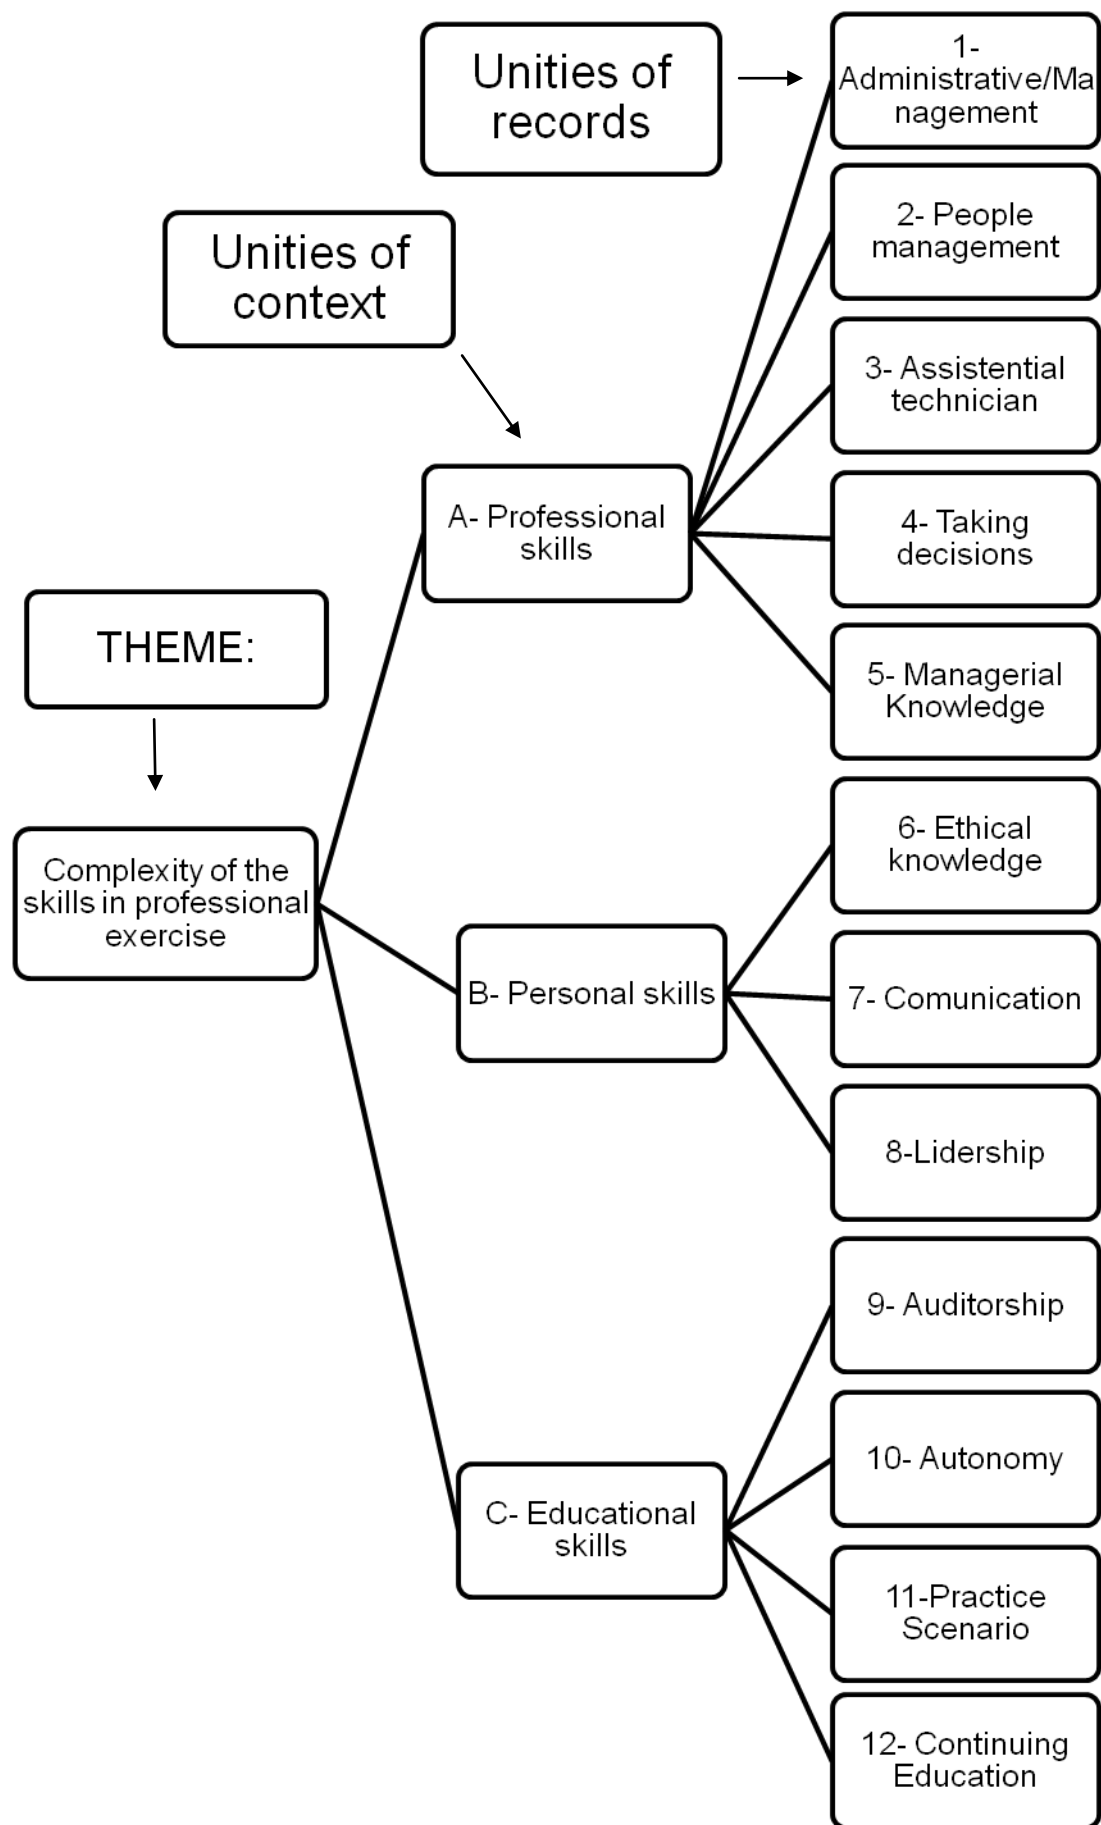 Unities of
records
1-
Administrative/Ma
nagement
2- People
management
Unities of
context
3- Assistential
technician
A- Professional
skills
4- Taking
decisions
THEME:
5- Managerial
Knowledge
Complexity of the
skills in professional
exercise
6- Ethical
knowledge
B- Personal skills
7- Comunication
8-Lidership
9- Auditorship
C- Educational
skills
10- Autonomy
11-Practice
Scenario
12- Continuing
Education